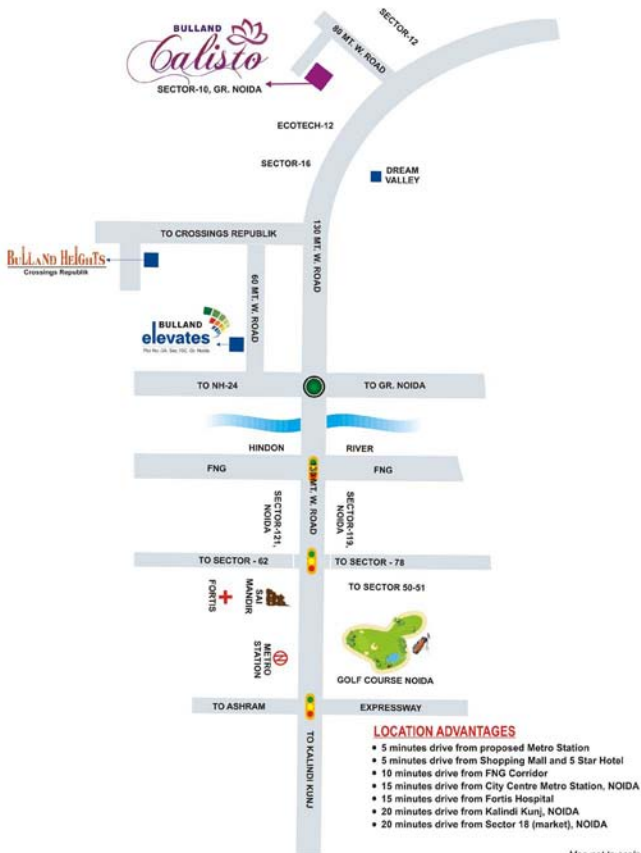 BULLAND
Calisto
SECTOR-10, GR. NOIDA
80 MT. W. ROAD
SECTOR-12
ECOTECH-12
SECTOR-16
DREAM
VALLEY
TO CROSSINGS REPUBLIK
130 MT. W. ROAD
BULLAND HEIGHTS
Crossings Republik
60 MT. W. ROAD
BULLAND
elevates
TO NH-24
TO GR. NOIDA
HINDON
RIVER
FNG
FNG
MT. W. ROAD
SECTOR-121,
NOIDA
SECTOR-119,
NOIDA
TO SECTOR - 62
TO SECTOR - 78
TO SECTOR 50-51
FORTIS
SAI
MANDIR
METRO
STATION
GOLF COURSE NOIDA
TO ASHRAM
EXPRESSWAY
TO KALINDI KUNJ
LOCATION ADVANTAGES
• 5 minutes drive from proposed Metro Station
• 5 minutes drive from Shopping Mall and 5 Star Hotel
• 10 minutes drive from FNG Corridor
• 15 minutes drive from City Centre Metro Station, NOIDA
• 15 minutes drive from Fortis Hospital
• 20 minutes drive from Kalindi Kunj, NOIDA
• 20 minutes drive from Sector 18 (market), NOIDA